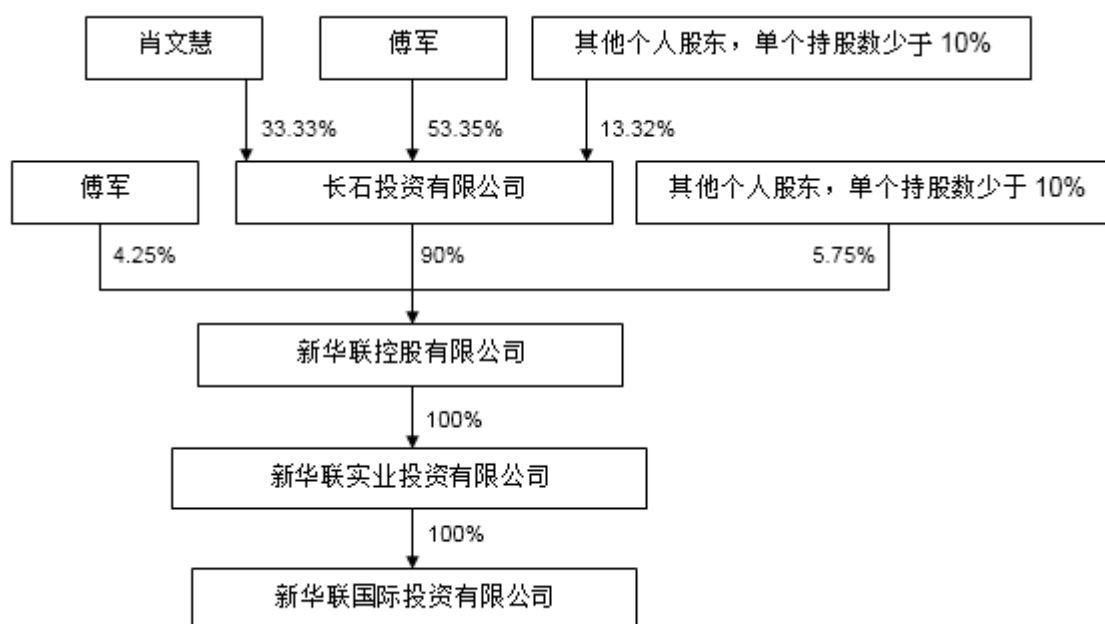 肖文慧
傅军
其他个人股东，单个持股数少于 10%
33.33%
53.35%
13.32%
傅军
长石投资有限公司
其他个人股东，单个持股数少于 10%
4.25%
90%
5.75%
新华联控股有限公司
100%
新华联实业投资有限公司
100%
新华联国际投资有限公司